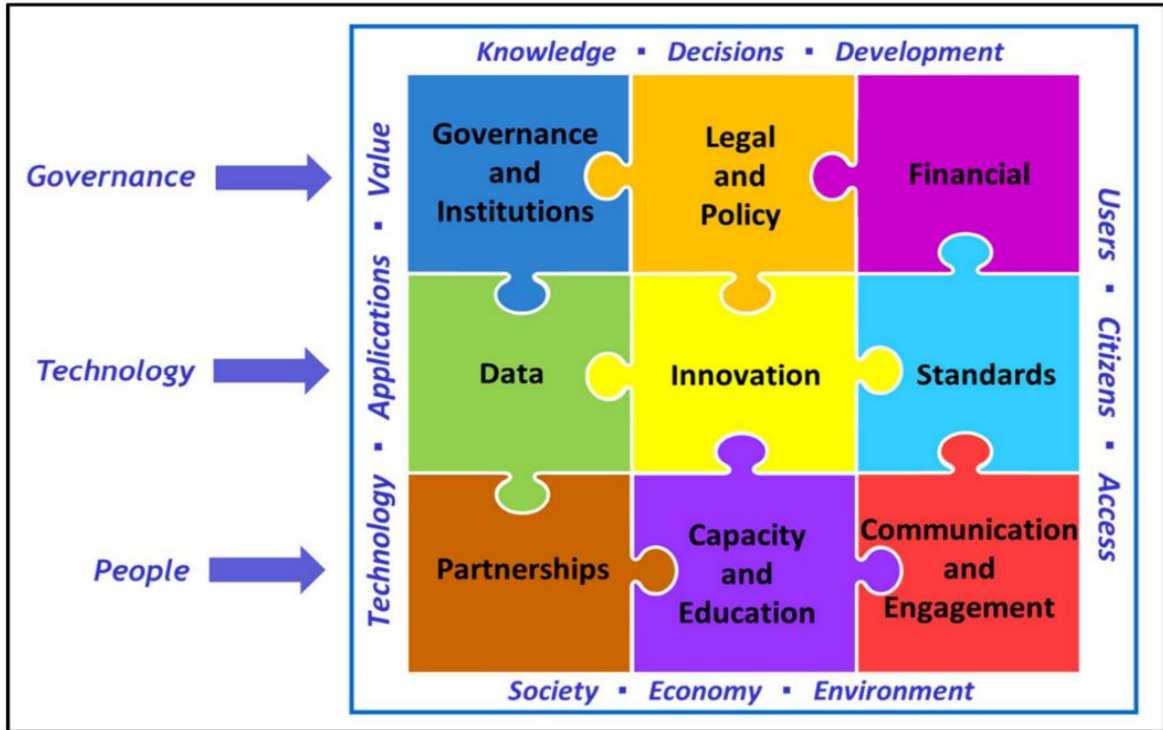 Knowledge ▪ Decisions ▪ Development
Governance
Technology
People
Technology ▪ Applications ▪ Value
Governance
and
Institutions
Legal
and
Policy
Financial
Data
Innovation
Standards
Partnerships
Capacity
and
Education
Communication
and
Engagement
Users ▪ Citizens ▪ Access
Society ▪ Economy ▪ Environment